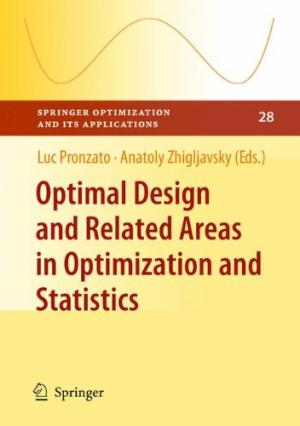 SPRINGER OPTIMIZATION
AND ITS APPLICATIONS
28
Luc Pronzato · Anatoly Zhigljavsky (Eds.)
Optimal Design
and Related Areas
in Optimization and
Statistics
Springer